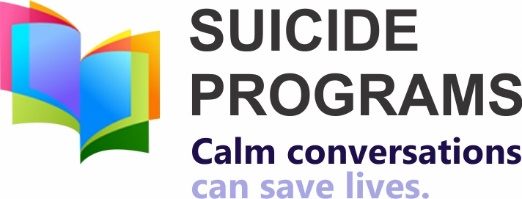 SUICIDE
PROGRAMS
Calm conversations
can save lives.